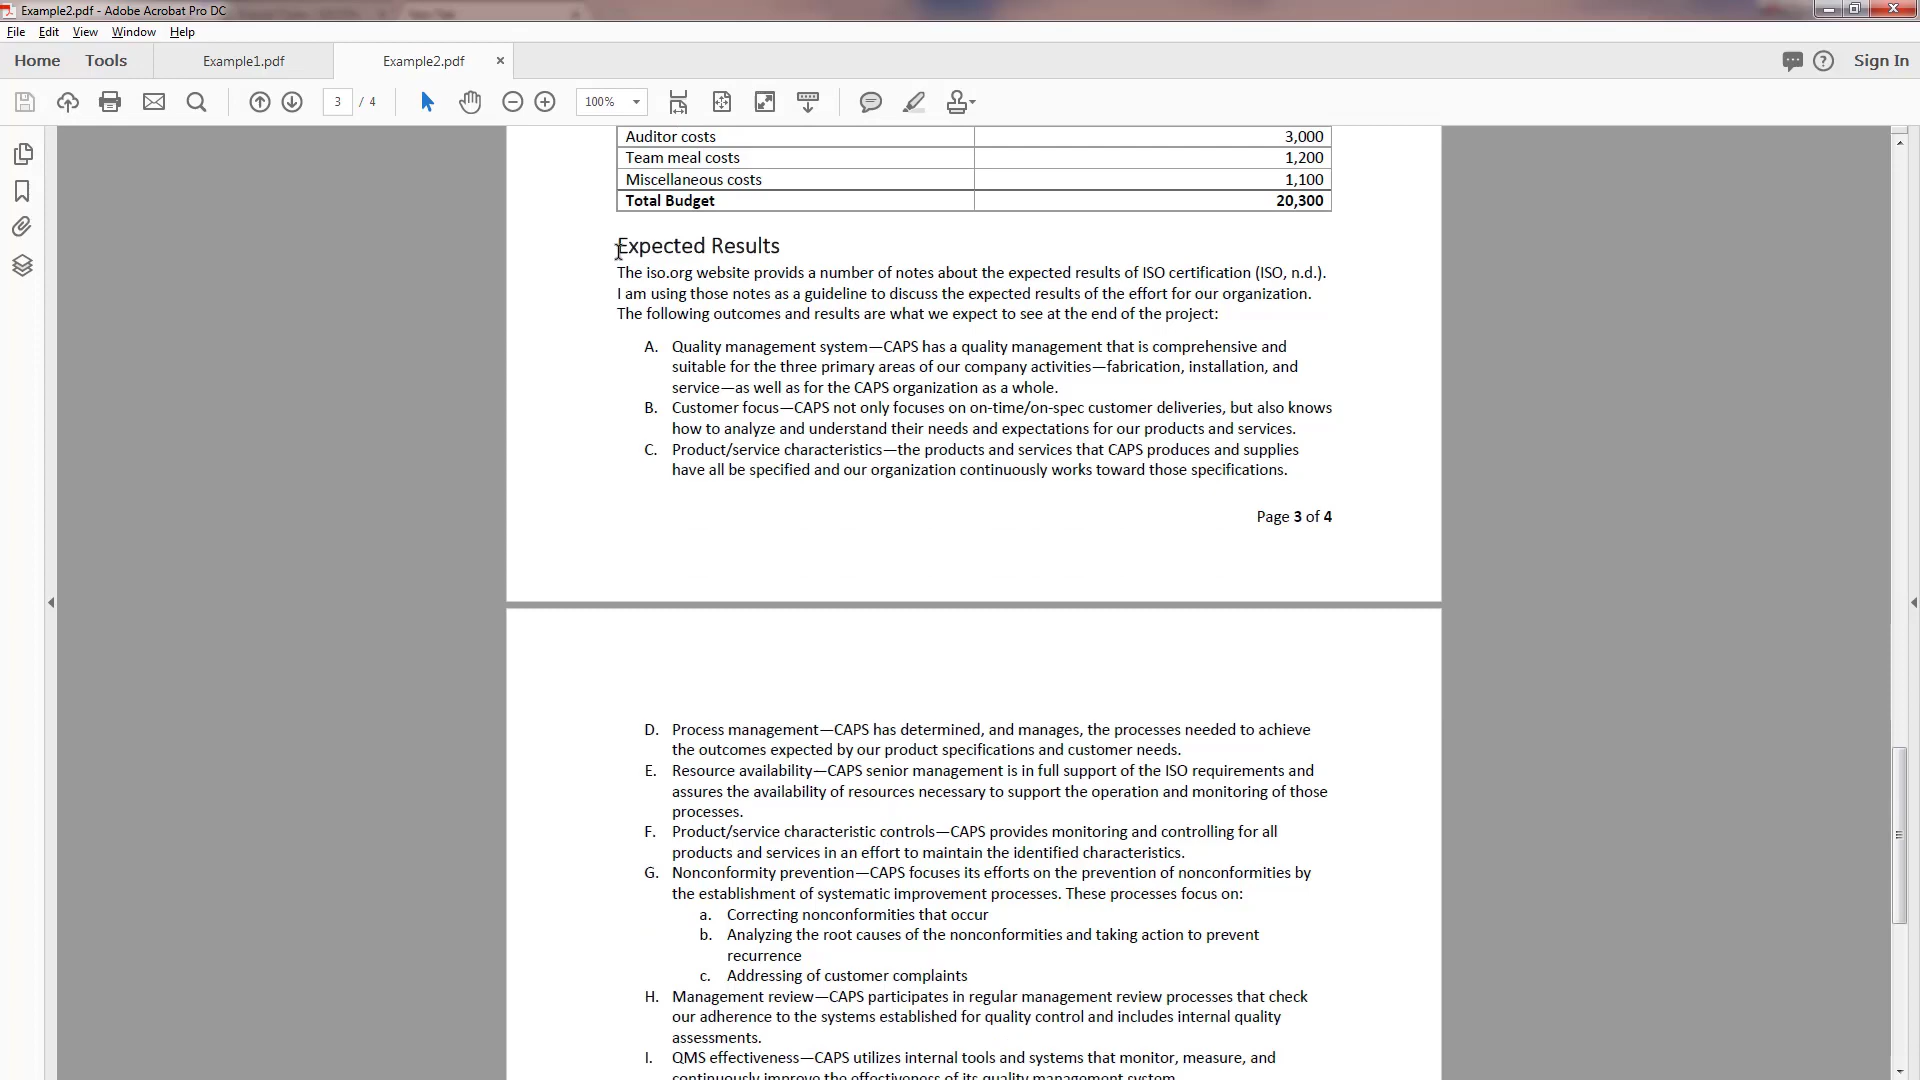 Example2.pdf - Adobe Acrobat Pro DC
File Edit View Window Help
Home Tools Example1.pdf Example2.pdf Sign In
3 / 4 100%
Auditor costs 3,000
Team meal costs 1,200
Miscellaneous costs 1,100
Total Budget 20,300
Expected Results
The iso.org website provids a number of notes about the expected results of ISO certification (ISO, n.d.).
I am using those notes as a guideline to discuss the expected results of the effort for our organization.
The following outcomes and results are what we expect to see at the end of the project:
A. Quality management system—CAPS has a quality management that is comprehensive and
suitable for the three primary areas of our company activities—fabrication, installation, and
service—as well as for the CAPS organization as a whole.
B. Customer focus—CAPS not only focuses on on-time/on-spec customer deliveries, but also knows
how to analyze and understand their needs and expectations for our products and services.
C. Product/service characteristics—the products and services that CAPS produces and supplies
have all be specified and our organization continuously works toward those specifications.
Page 3 of 4
D. Process management—CAPS has determined, and manages, the processes needed to achieve
the outcomes expected by our product specifications and customer needs.
E. Resource availability—CAPS senior management is in full support of the ISO requirements and
assures the availability of resources necessary to support the operation and monitoring of those
processes.
F. Product/service characteristic controls—CAPS provides monitoring and controlling for all
products and services in an effort to maintain the identified characteristics.
G. Nonconformity prevention—CAPS focuses its efforts on the prevention of nonconformities by
the establishment of systematic improvement processes. These processes focus on:
a. Correcting nonconformities that occur
b. Analyzing the root causes of the nonconformities and taking action to prevent
recurrence
c. Addressing of customer complaints
H. Management review—CAPS participates in regular management review processes that check
our adherence to the systems established for quality control and includes internal quality
assessments.
I. QMS effectiveness—CAPS utilizes internal tools and systems that monitor, measure, and
continuously improve the effectiveness of its quality management system.